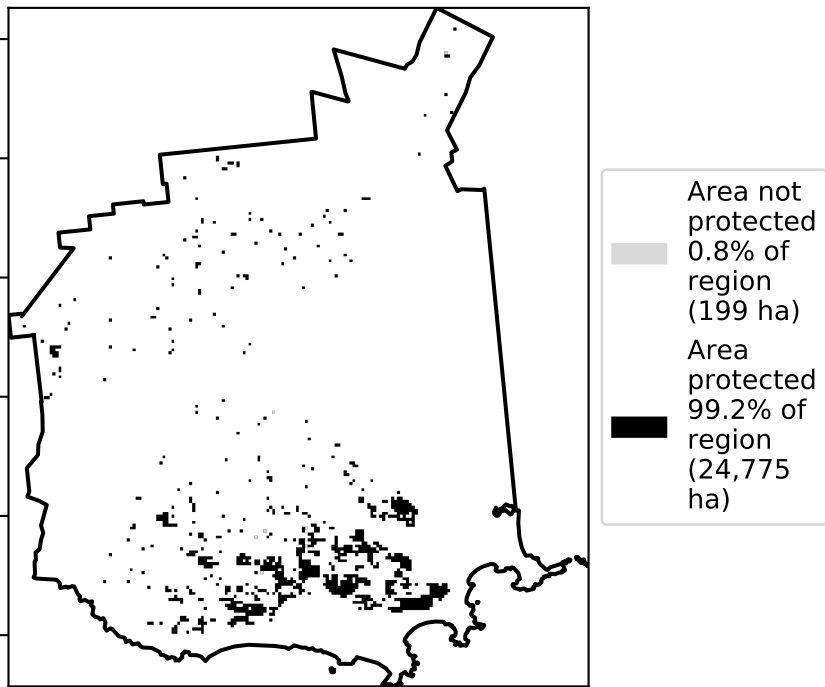 Area not
protected
0.8% of
region
(199 ha)
Area
protected
99.2% of
region
(24,775
ha)